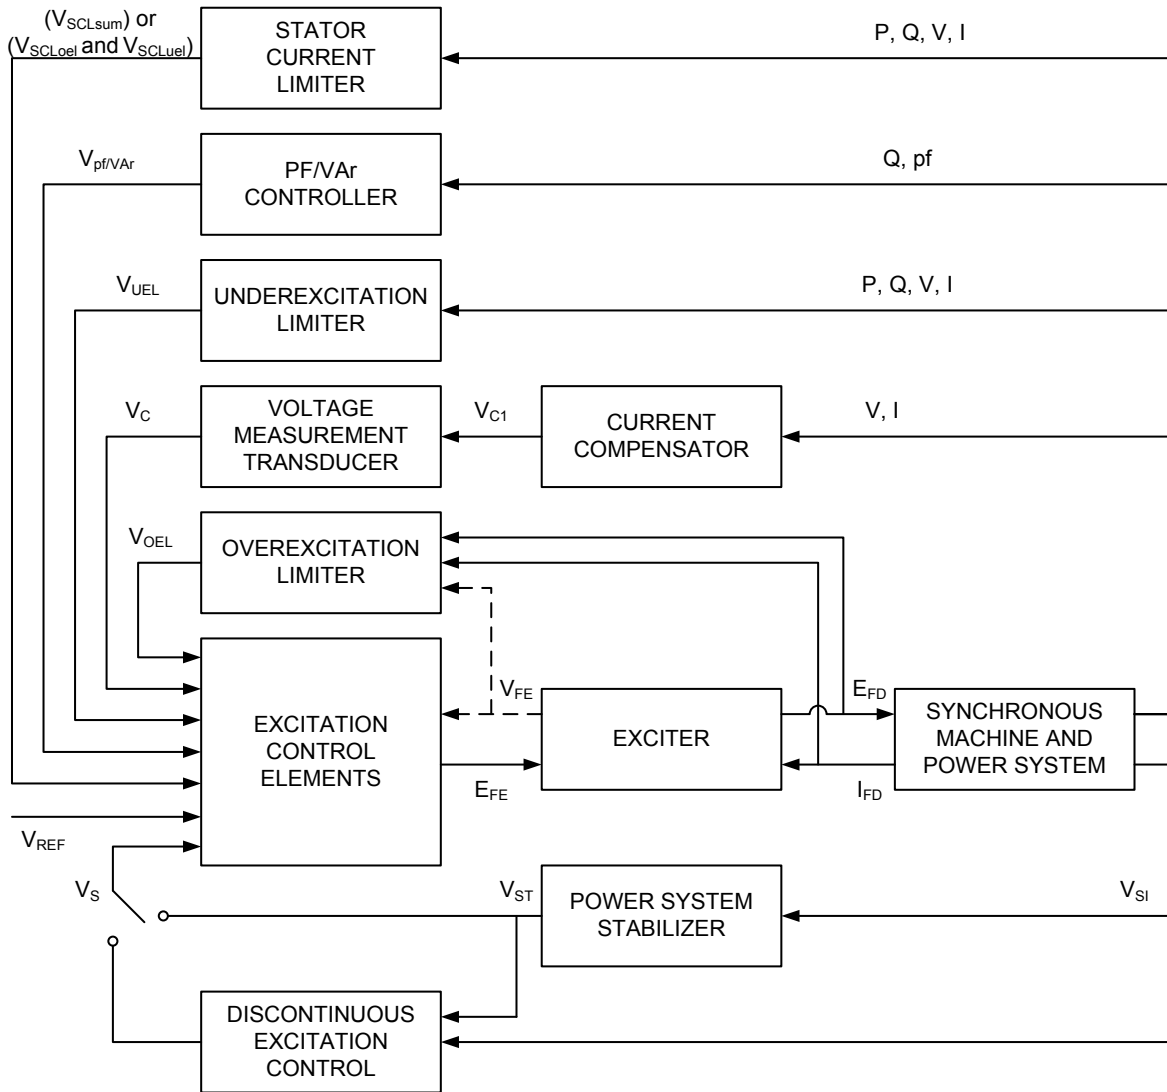 (VSCLsum) or
(VSCLoel and VSCLuel)
STATOR
CURRENT
LIMITER
P, Q, V, I
Vpf/VAr
PF/VAr
CONTROLLER
Q, pf
VUEL
UNDEREXCITATION
LIMITER
P, Q, V, I
VC
VOLTAGE
MEASUREMENT
TRANSDUCER
VC1
CURRENT
COMPENSATOR
V, I
VOEL
OVEREXCITATION
LIMITER
EXCITATION
CONTROL
ELEMENTS
VFE
EFE
EXCITER
EFD
IFD
SYNCHRONOUS
MACHINE AND
POWER SYSTEM
VREF
VS
VST
POWER SYSTEM
STABILIZER
VSI
DISCONTINUOUS
EXCITATION
CONTROL